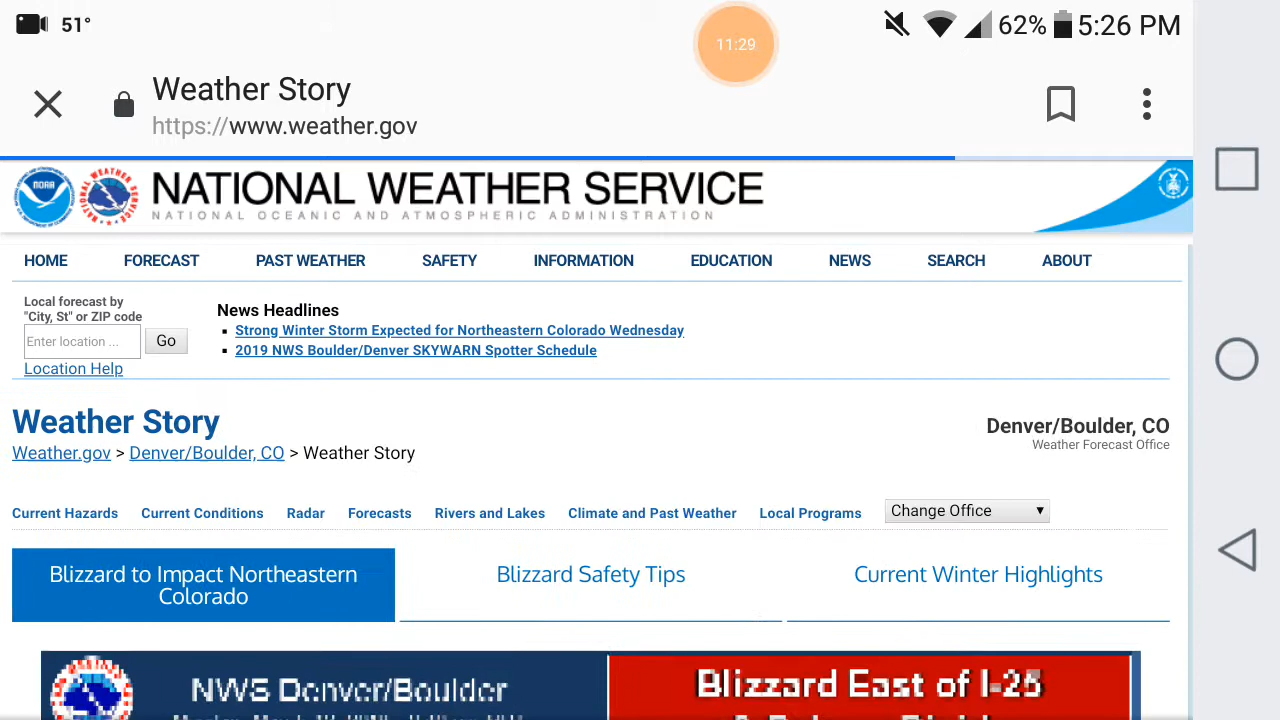 51°
11:29
62% 5:26 PM
Weather Story
https://www.weather.gov
NOAA
NATIONAL WEATHER SERVICE
NATIONAL OCEANIC AND ATMOSPHERIC ADMINISTRATION
HOME FORECAST PAST WEATHER SAFETY INFORMATION EDUCATION NEWS SEARCH ABOUT
Local forecast by
"City, St" or ZIP code
Enter location ... Go
Location Help
News Headlines
Strong Winter Storm Expected for Northeastern Colorado Wednesday
2019 NWS Boulder/Denver SKYWARN Spotter Schedule
Weather Story
Weather.gov > Denver/Boulder, CO > Weather Story
Denver/Boulder, CO
Weather Forecast Office
Current Hazards Current Conditions Radar Forecasts Rivers and Lakes Climate and Past Weather Local Programs Change Office
Blizzard to Impact Northeastern
Colorado
Blizzard Safety Tips
Current Winter Highlights
NWS Denver/Boulder
Blizzard East of I-25